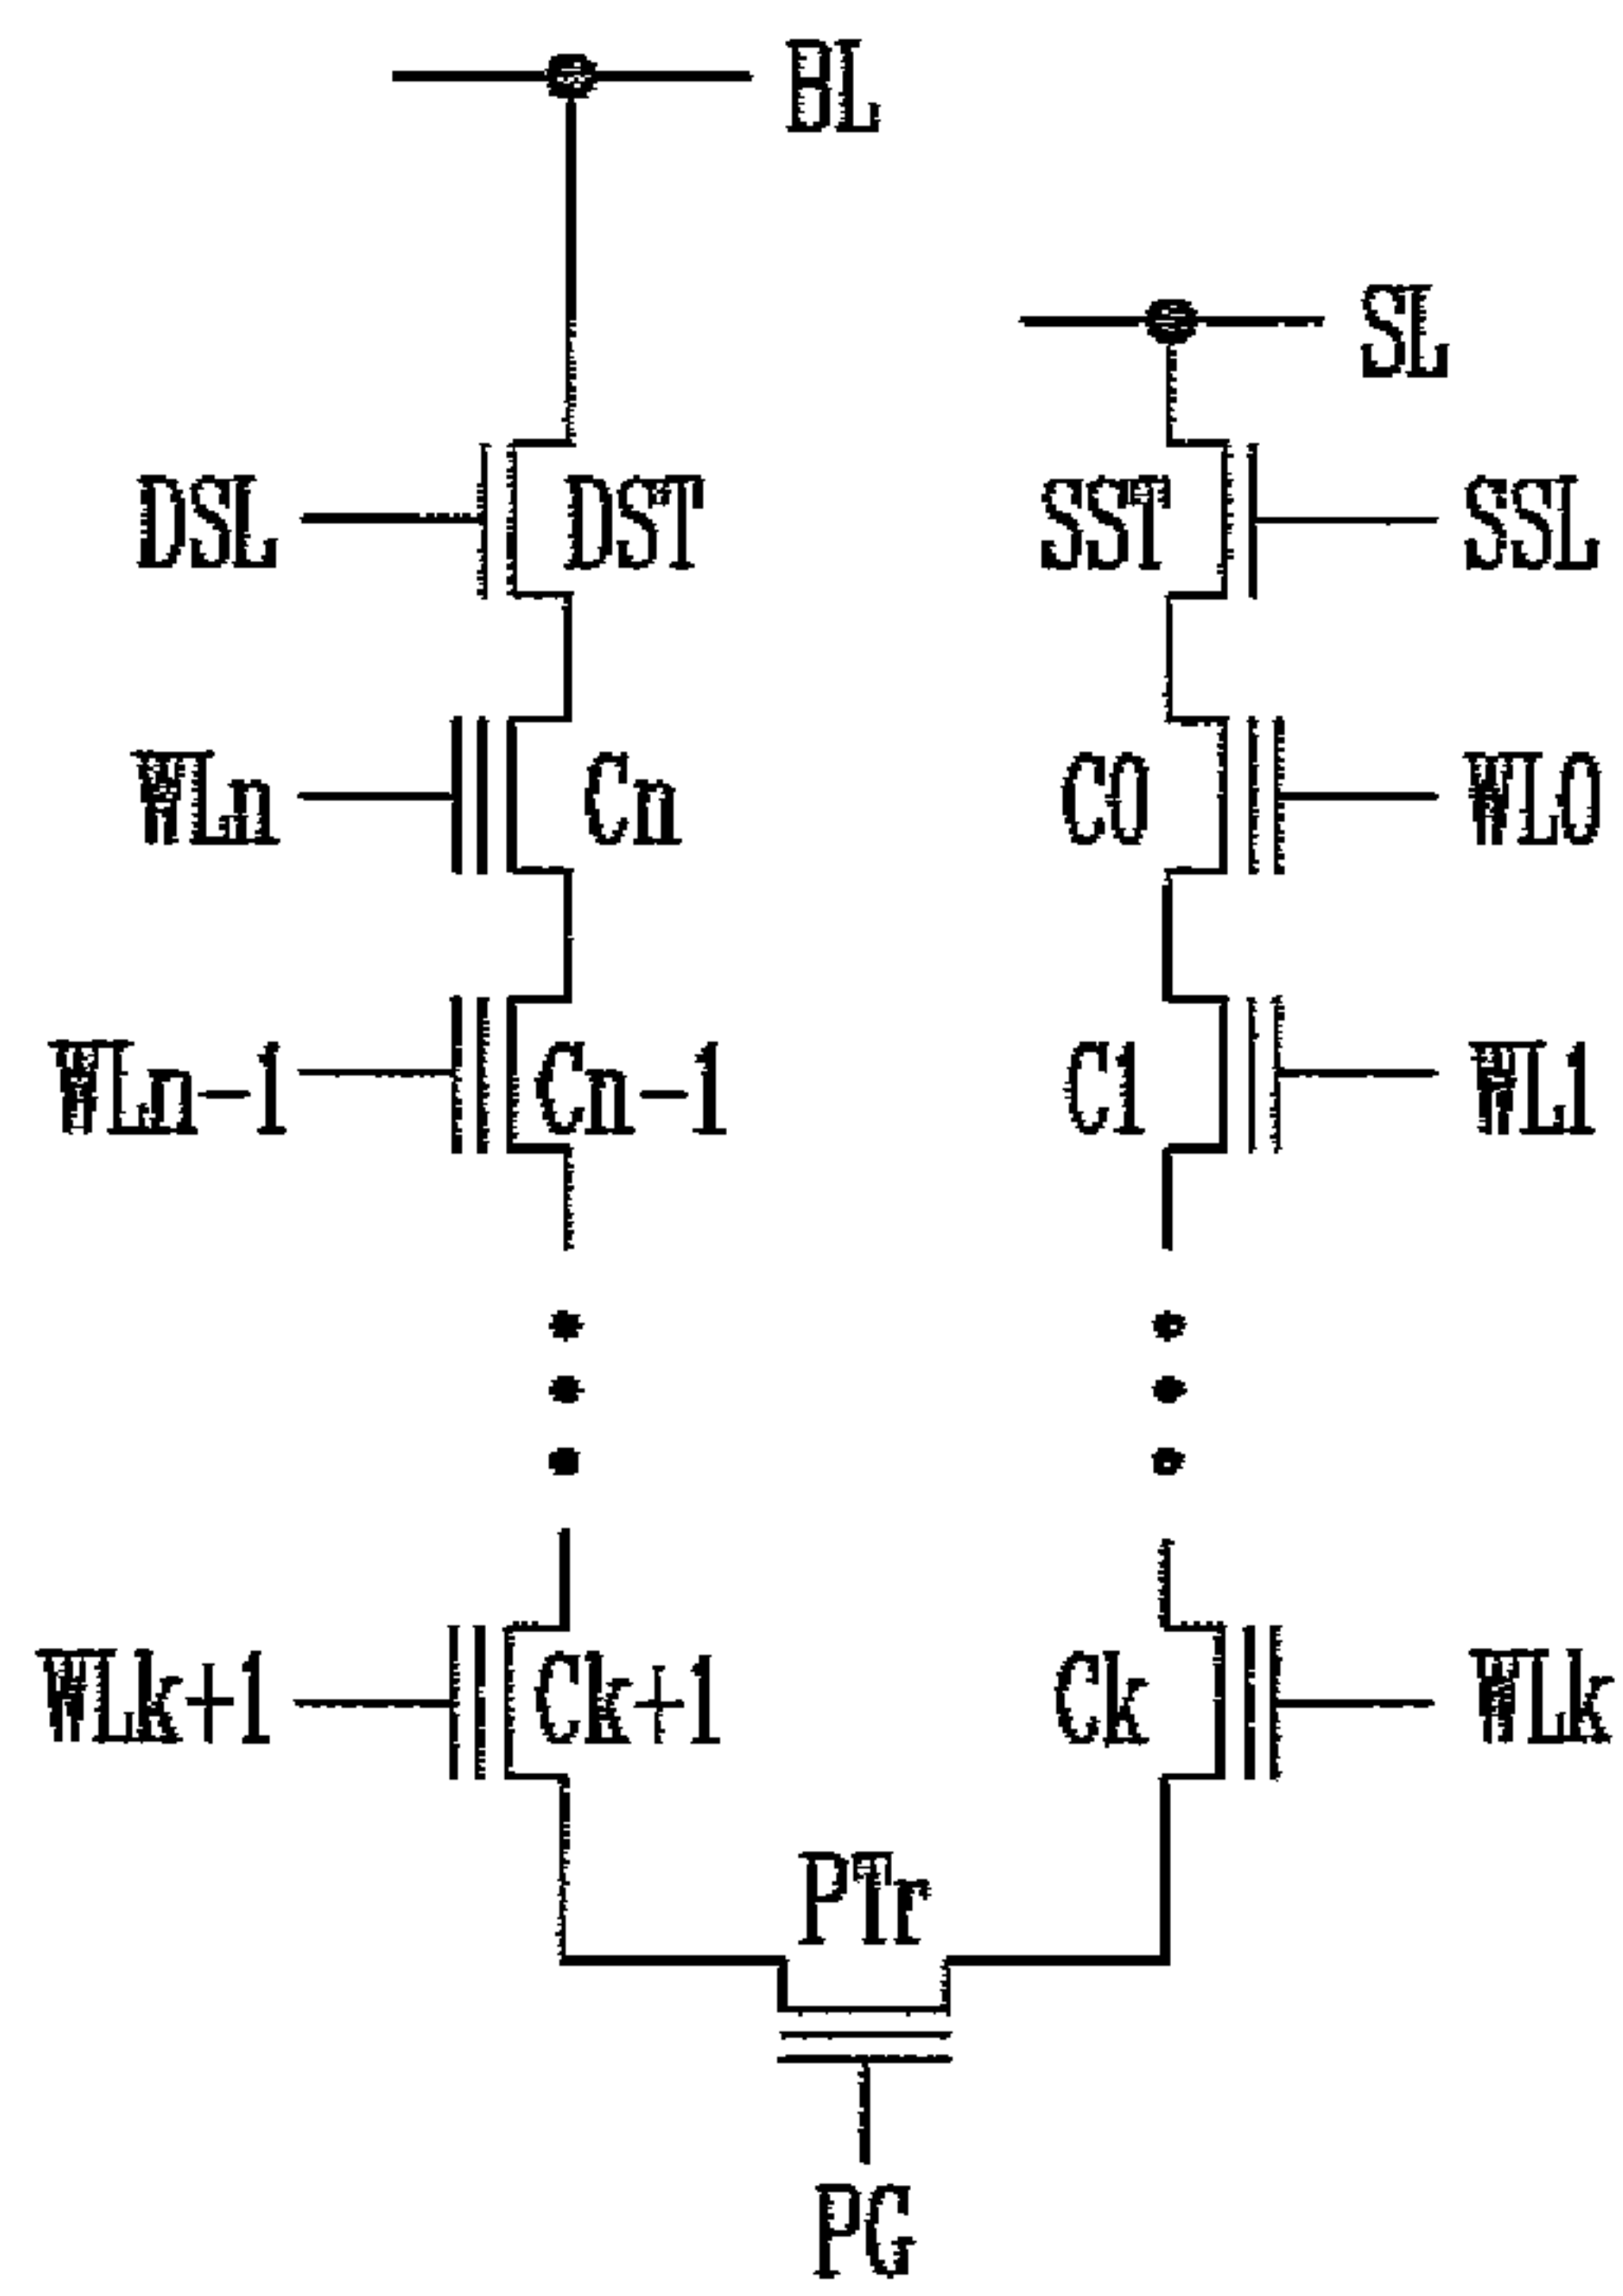 BL
SL
DSL DST SST SSL
WLn Cn C0 WL0
WLn-1 Cn-1 C1 WL1
WLk+1 Ck+1 Ck WLk
PTr
PG